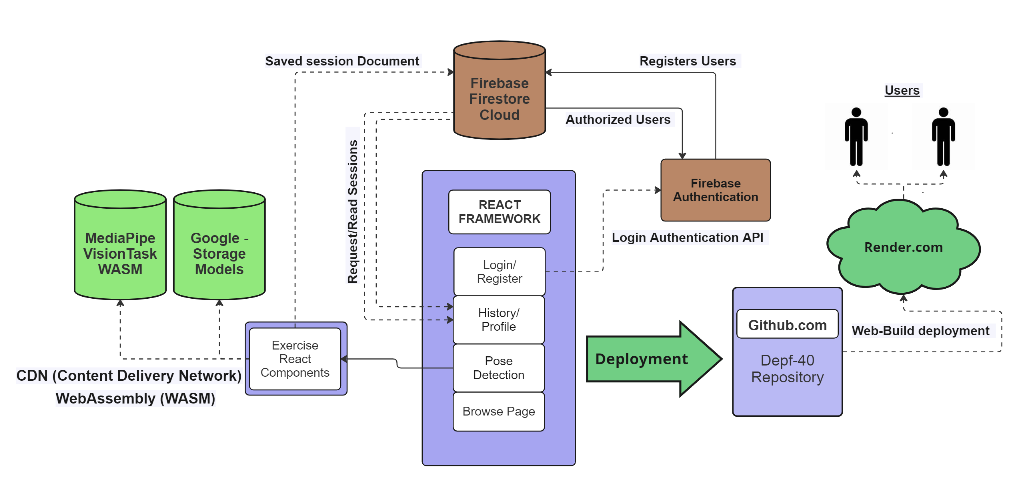 Saved session Document
Firebase
Firestore
Cloud
Registers Users
Authorized Users
Users
Request/Read Sessions
Firebase
Authentication
Login Authentication API
REACT
FRAMEWORK
Login/
Register
History/
Profile
Pose
Detection
Browse Page
MediaPipe
VisionTask
WASM
Google -
Storage
Models
Exercise
React
Components
CDN (Content Delivery Network)
WebAssembly (WASM)
Deployment
Github.com
Depf-40
Repository
Render.com
Web-Build deployment